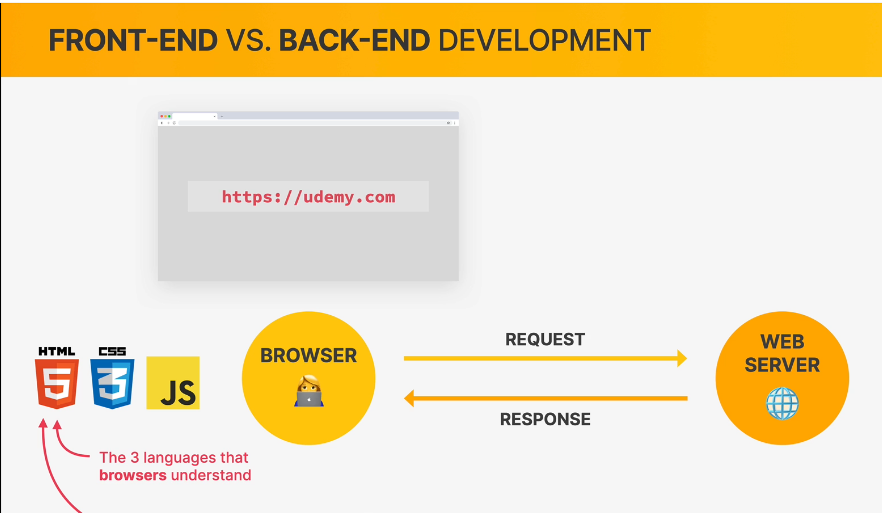 FRONT-END VS. BACK-END DEVELOPMENT
https://udemy.com
HTML
5
CSS
3
JS
BROWSER
REQUEST
RESPONSE
WEB
SERVER
The 3 languages that
browsers understand